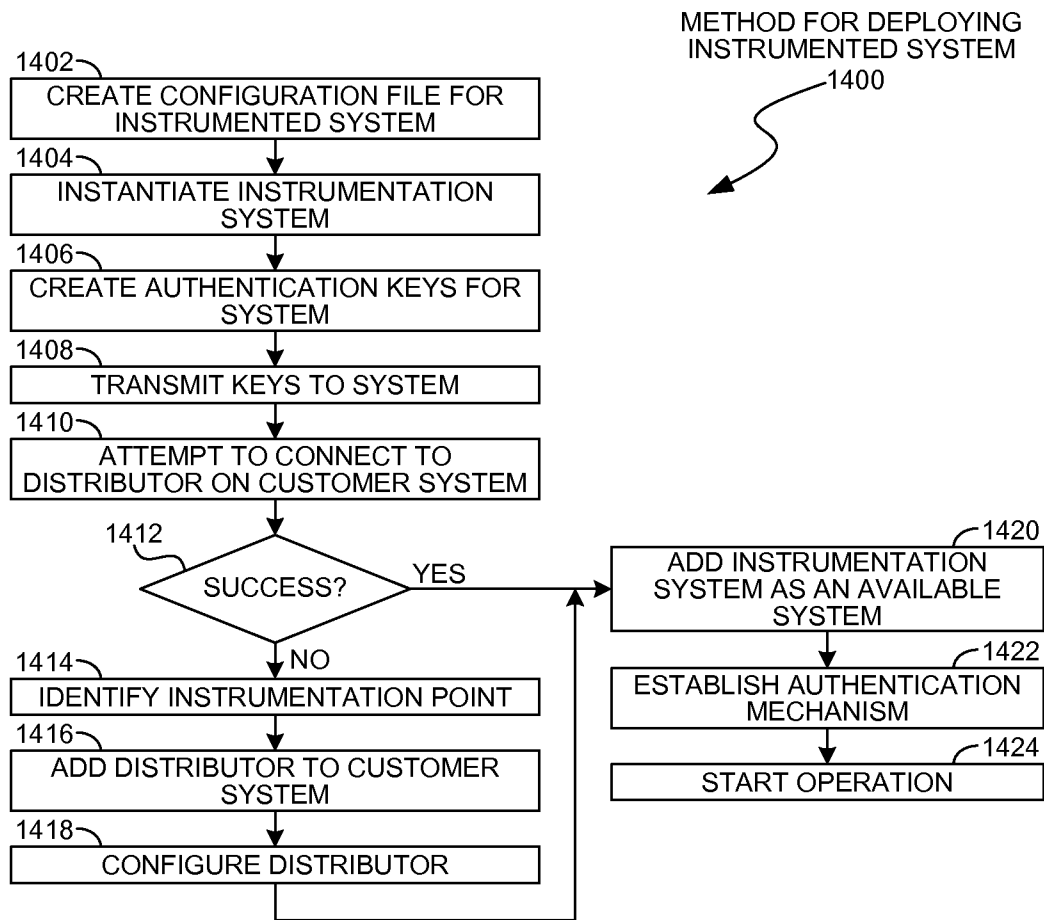 METHOD FOR DEPLOYING
INSTRUMENTED SYSTEM
1400
1402
CREATE CONFIGURATION FILE FOR
INSTRUMENTED SYSTEM
1404
INSTANTIATE INSTRUMENTATION
SYSTEM
1406
CREATE AUTHENTICATION KEYS FOR
SYSTEM
1408
TRANSMIT KEYS TO SYSTEM
1410
ATTEMPT TO CONNECT TO
DISTRIBUTOR ON CUSTOMER SYSTEM
1412
SUCCESS?
YES
NO
1414
IDENTIFY INSTRUMENTATION POINT
1416
ADD DISTRIBUTOR TO CUSTOMER
SYSTEM
1418
CONFIGURE DISTRIBUTOR
1420
ADD INSTRUMENTATION
SYSTEM AS AN AVAILABLE
SYSTEM
1422
ESTABLISH AUTHENTICATION
MECHANISM
1424
START OPERATION